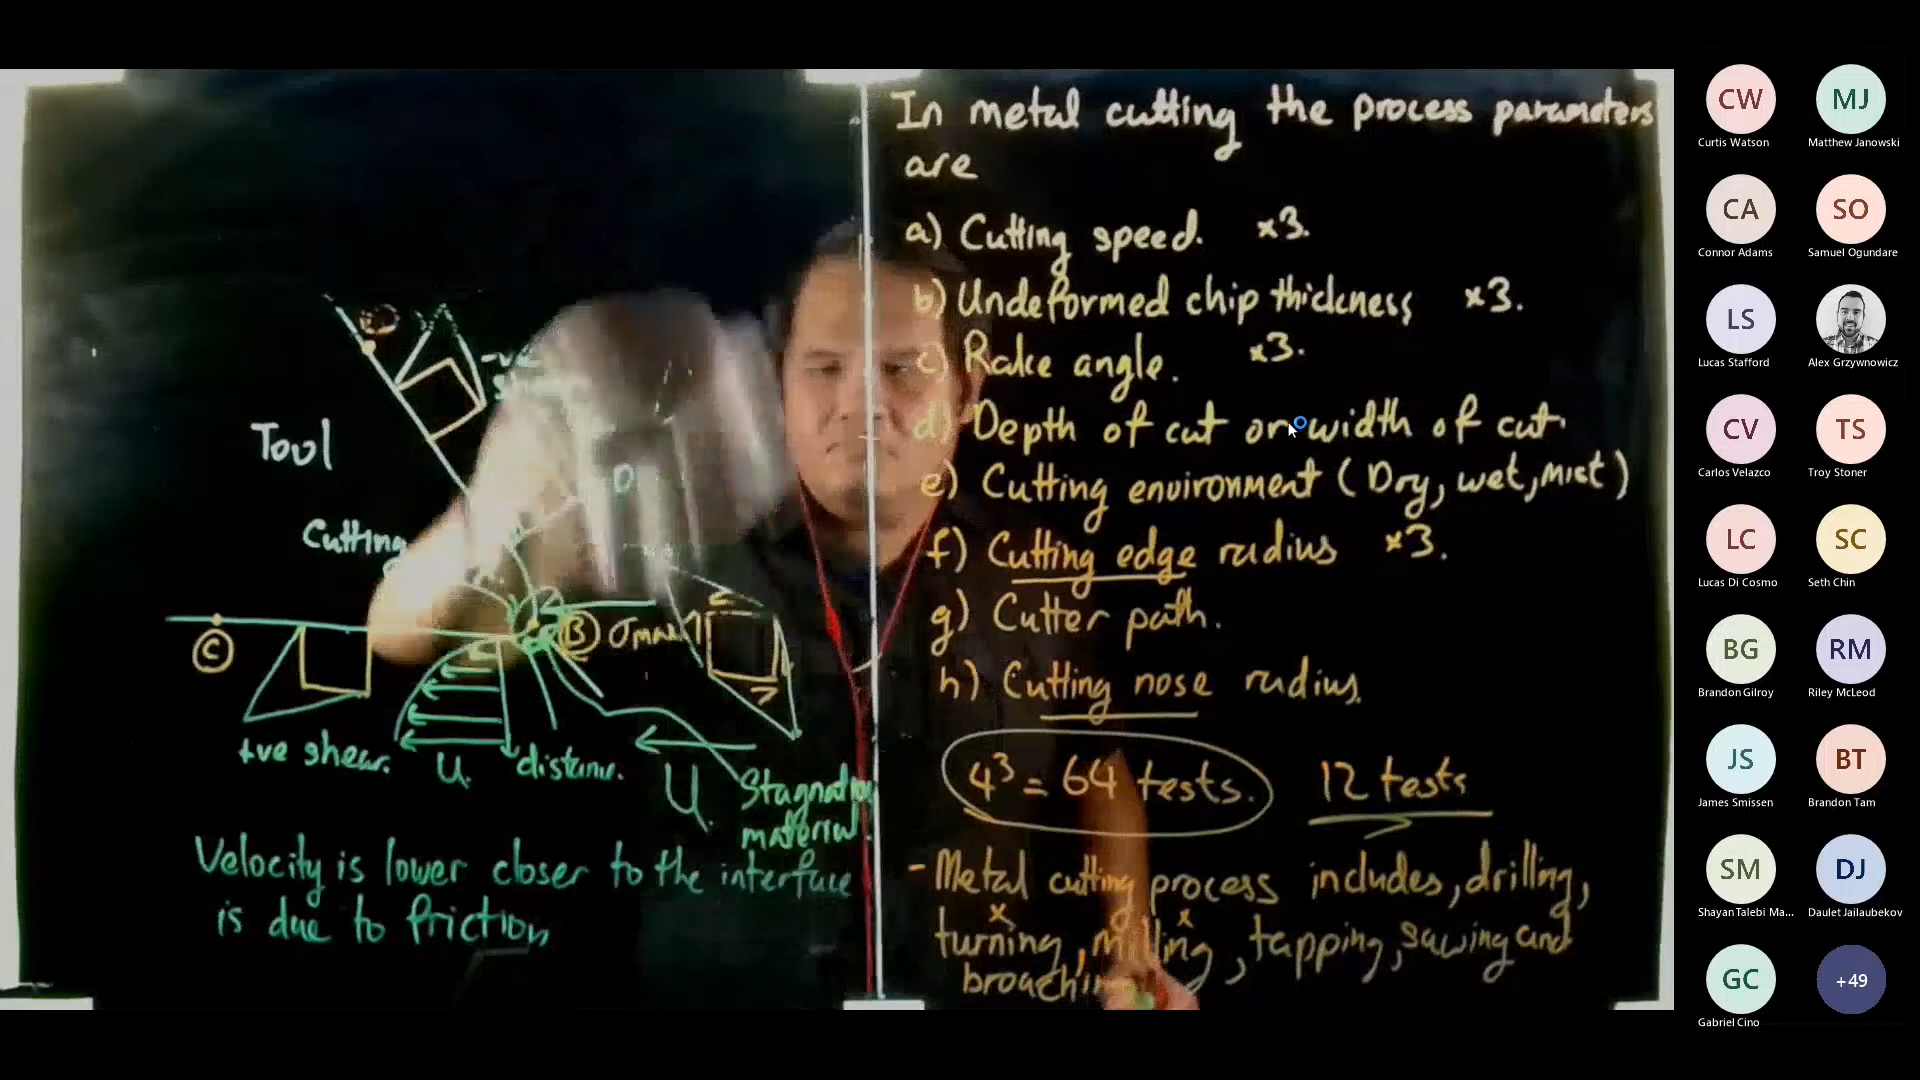 In metal cutting the process parameters
are
a) Cutting speed. x3.
b) Undeformed chip thickness x3.
c) Rake angle. x3.
d) Depth of cut or width of cut.
e) Cutting environment (Dry, wet, mist)
f) Cutting edge radius x3.
g) Cutter path.
h) Cutting nose radius.
4³ = 64 tests. 12 tests
- Metal cutting process includes, drilling,
x x
turning, milling, tapping, sawing and
broaching
-ve
Tool
Cutting
B σmax
C
+ve shear.
U.
distance.
U.
Stagnation
material.
Velocity is lower closer to the interface
is due to friction
CW
Curtis Watson
MJ
Matthew Janowski
CA
Connor Adams
SO
Samuel Ogundare
LS
Lucas Stafford
Alex Grzywnowicz
CV
Carlos Velazco
TS
Troy Stoner
LC
Lucas Di Cosmo
SC
Seth Chin
BG
Brandon Gilroy
RM
Riley McLeod
JS
James Smissen
BT
Brandon Tam
SM
Shayan Talebi Ma...
DJ
Daulet Jailaubekov
GC
Gabriel Cino
+49